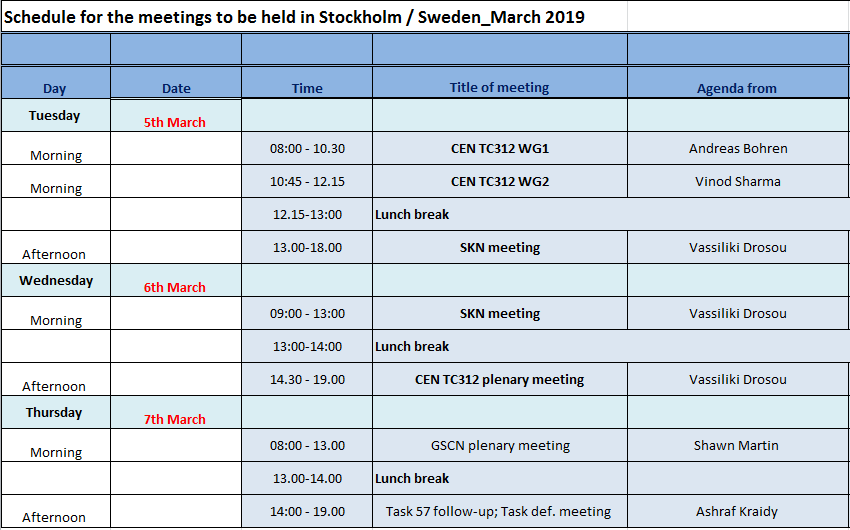 Schedule for the meetings to be held in Stockholm / Sweden_March 2019
Day Date Time Title of meeting Agenda from
Tuesday 5th March
Morning 08:00 - 10.30 CEN TC312 WG1 Andreas Bohren
Morning 10:45 - 12.15 CEN TC312 WG2 Vinod Sharma
12.15-13:00 Lunch break
Afternoon 13.00-18.00 SKN meeting Vassiliki Drosou
Wednesday 6th March
Morning 09:00 - 13:00 SKN meeting Vassiliki Drosou
13:00-14:00 Lunch break
Afternoon 14.30 - 19.00 CEN TC312 plenary meeting Vassiliki Drosou
Thursday 7th March
Morning 08:00 - 13.00 GSCN plenary meeting Shawn Martin
13.00-14.00 Lunch break
Afternoon 14:00 - 19.00 Task 57 follow-up; Task def. meeting Ashraf Kraidy